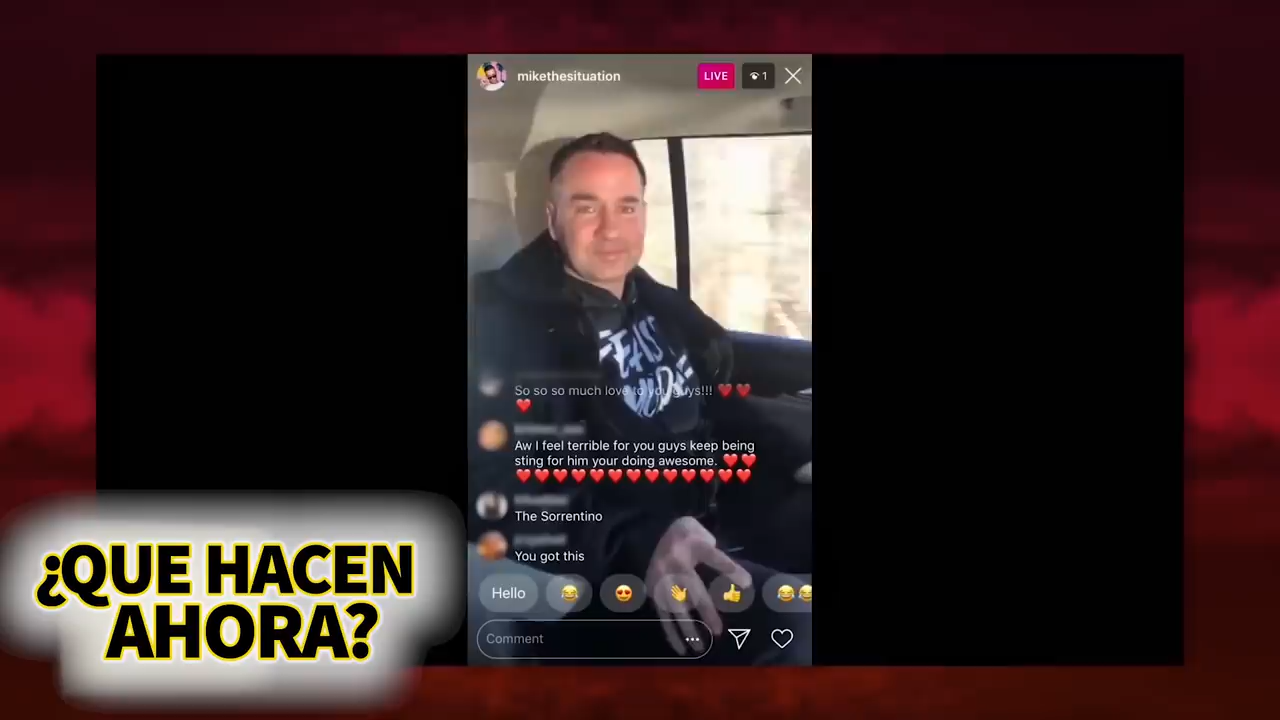 mikethesituation
LIVE
1
So so so much love to you guys!!!
Aw I feel terrible for you guys keep being
sting for him your doing awesome.
The Sorrentino
You got this
Hello
Comment
¿QUE HACEN
AHORA?